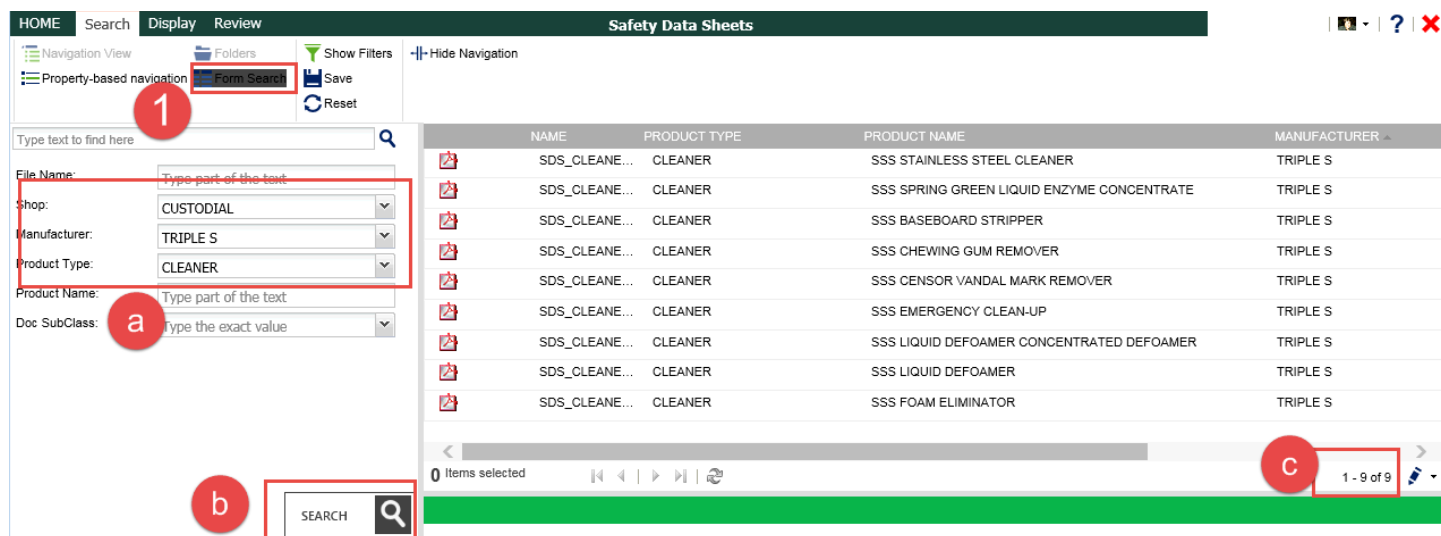 HOME Search Display Review Safety Data Sheets ?
Navigation View Folders Show Filters Hide Navigation
Property-based navigation Form Search Save
1 Reset
Type text to find here
NAME PRODUCT TYPE PRODUCT NAME MANUFACTURER
SDS_CLEANE... CLEANER SSS STAINLESS STEEL CLEANER TRIPLE S
File Name: Type part of the text
SDS_CLEANE... CLEANER SSS SPRING GREEN LIQUID ENZYME CONCENTRATE TRIPLE S
Shop: CUSTODIAL
SDS_CLEANE... CLEANER SSS BASEBOARD STRIPPER TRIPLE S
Manufacturer: TRIPLE S
SDS_CLEANE... CLEANER SSS CHEWING GUM REMOVER TRIPLE S
Product Type: CLEANER
SDS_CLEANE... CLEANER SSS CENSOR VANDAL MARK REMOVER TRIPLE S
Product Name: Type part of the text
SDS_CLEANE... CLEANER SSS EMERGENCY CLEAN-UP TRIPLE S
Doc SubClass: a Type the exact value
SDS_CLEANE... CLEANER SSS LIQUID DEFOAMER CONCENTRATED DEFOAMER TRIPLE S
SDS_CLEANE... CLEANER SSS LIQUID DEFOAMER TRIPLE S
SDS_CLEANE... CLEANER SSS FOAM ELIMINATOR TRIPLE S
0 Items selected c 1 - 9 of 9
b SEARCH